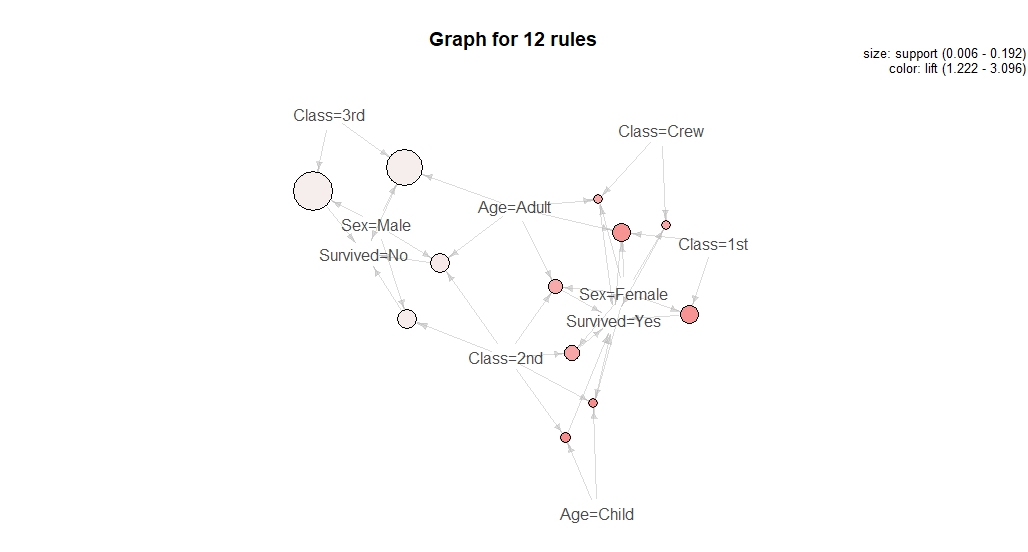 Graph for 12 rules
size: support (0.006 - 0.192)
color: lift (1.222 - 3.096)
Class=3rd
Class=Crew
Age=Adult
Sex=Male
Class=1st
Survived=No
Sex=Female
Survived=Yes
Class=2nd
Age=Child